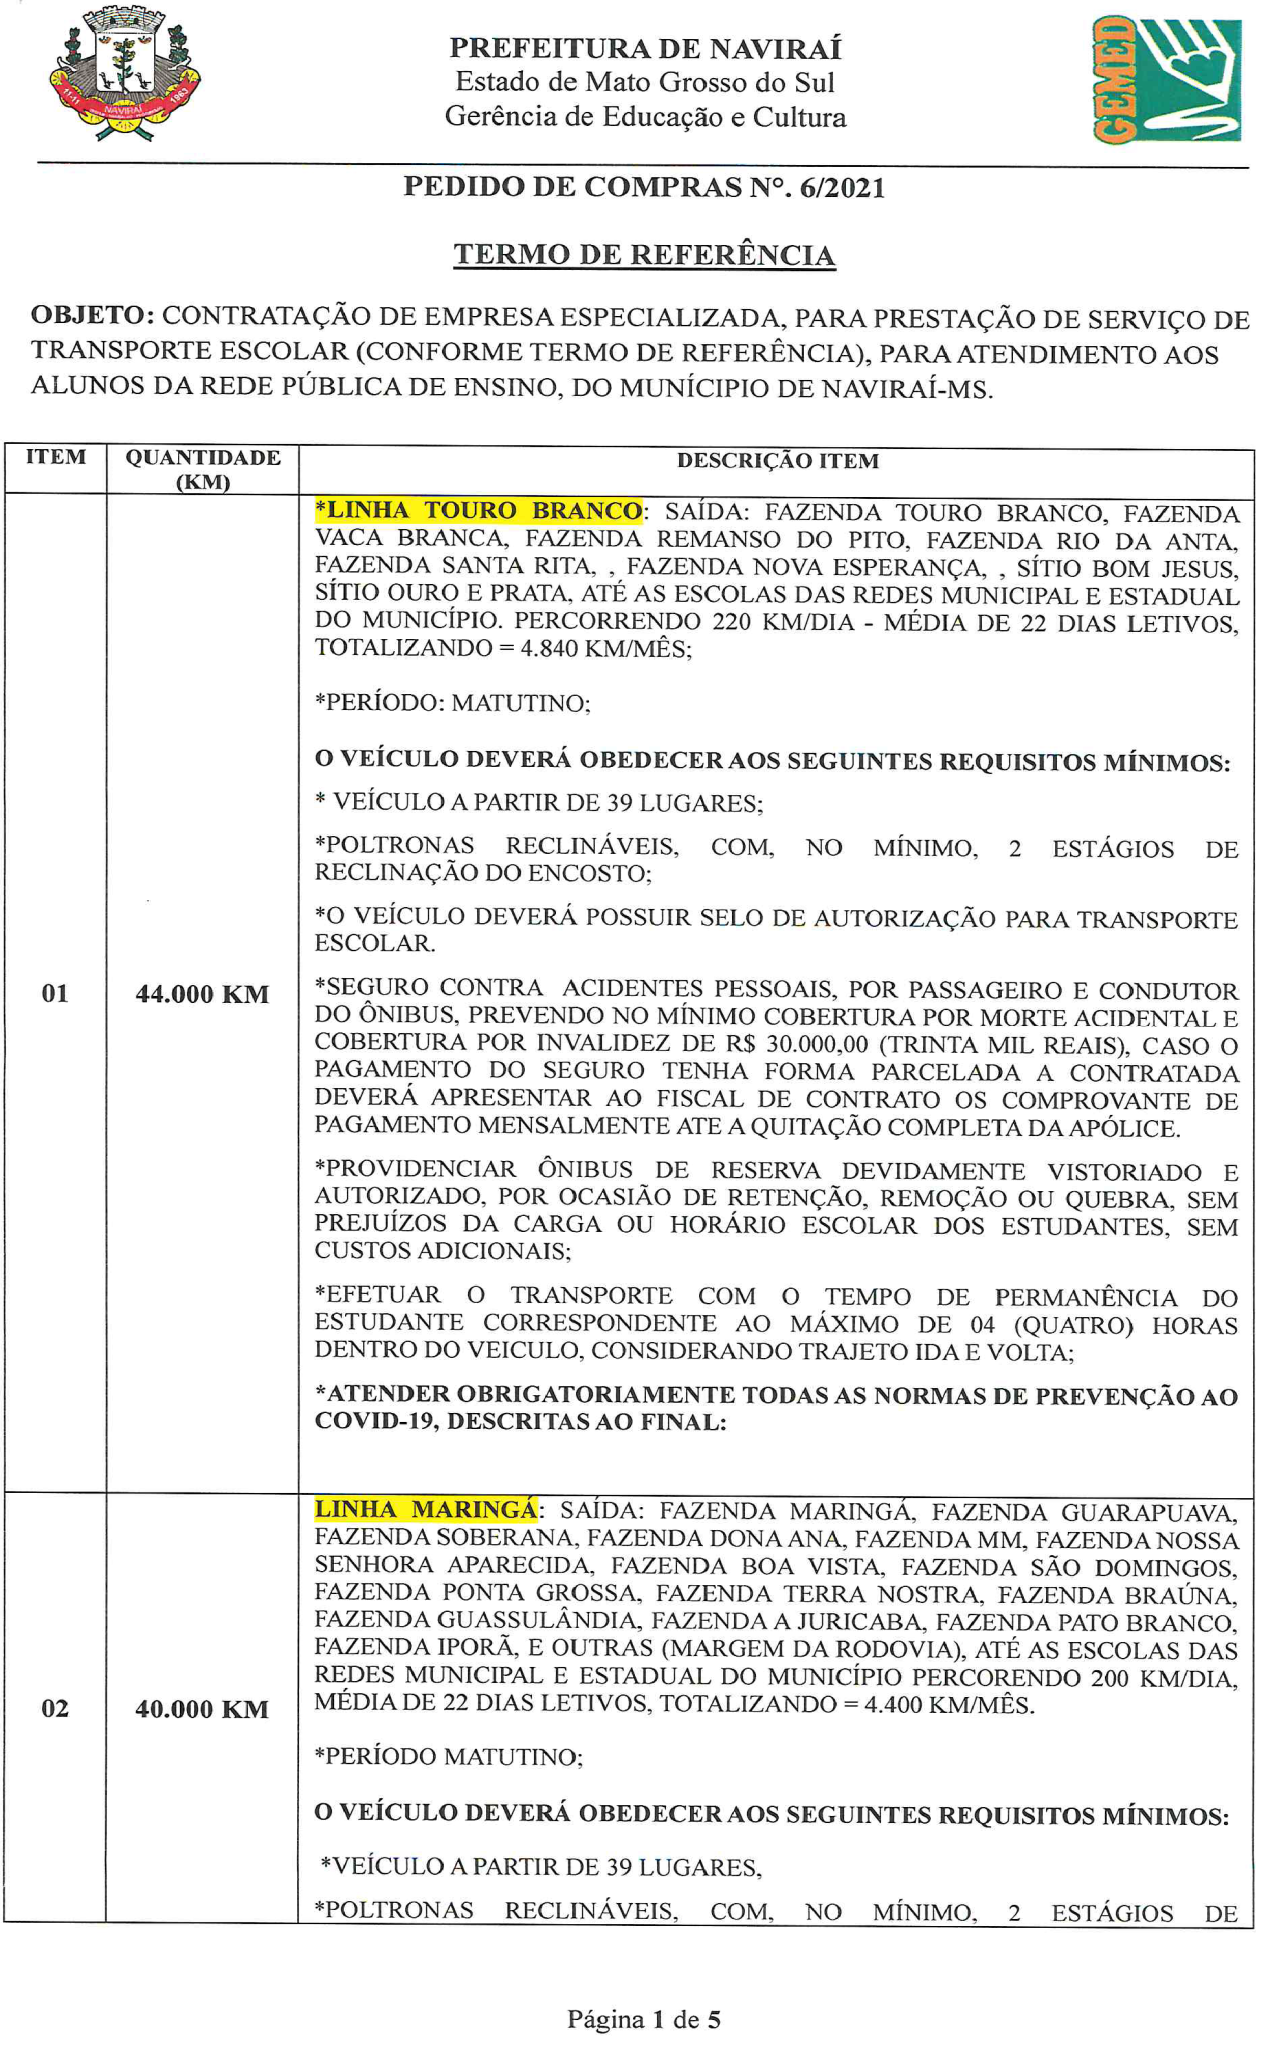 PREFEITURA DE NAVIRAÍ
Estado de Mato Grosso do Sul
Gerência de Educação e Cultura
11-11
NAVIRAÍ
1963
GEMED
PEDIDO DE COMPRAS Nº. 6/2021
TERMO DE REFERÊNCIA
OBJETO: CONTRATAÇÃO DE EMPRESA ESPECIALIZADA, PARA PRESTAÇÃO DE SERVIÇO DE
TRANSPORTE ESCOLAR (CONFORME TERMO DE REFERÊNCIA), PARA ATENDIMENTO AOS
ALUNOS DA REDE PÚBLICA DE ENSINO, DO MUNÍCIPIO DE NAVIRAÍ-MS.
ITEM
QUANTIDADE
(KM)
DESCRIÇÃO ITEM
01
44.000 KM
*LINHA TOURO BRANCO: SAÍDA: FAZENDA TOURO BRANCO, FAZENDA
VACA BRANCA, FAZENDA REMANSO DO PITO, FAZENDA RIO DA ANTA,
FAZENDA SANTA RITA, , FAZENDA NOVA ESPERANÇA, , SÍTIO BOM JESUS,
SÍTIO OURO E PRATA, ATÉ AS ESCOLAS DAS REDES MUNICIPAL E ESTADUAL
DO MUNICÍPIO. PERCORRENDO 220 KM/DIA - MÉDIA DE 22 DIAS LETIVOS,
TOTALIZANDO = 4.840 KM/MÊS;
*PERÍODO: MATUTINO;
O VEÍCULO DEVERÁ OBEDECER AOS SEGUINTES REQUISITOS MÍNIMOS:
* VEÍCULO A PARTIR DE 39 LUGARES;
*POLTRONAS RECLINÁVEIS, COM, NO MÍNIMO, 2 ESTÁGIOS DE
RECLINAÇÃO DO ENCOSTO;
*O VEÍCULO DEVERÁ POSSUIR SELO DE AUTORIZAÇÃO PARA TRANSPORTE
ESCOLAR.
*SEGURO CONTRA ACIDENTES PESSOAIS, POR PASSAGEIRO E CONDUTOR
DO ÔNIBUS, PREVENDO NO MÍNIMO COBERTURA POR MORTE ACIDENTAL E
COBERTURA POR INVALIDEZ DE R$ 30.000,00 (TRINTA MIL REAIS), CASO O
PAGAMENTO DO SEGURO TENHA FORMA PARCELADA A CONTRATADA
DEVERÁ APRESENTAR AO FISCAL DE CONTRATO OS COMPROVANTE DE
PAGAMENTO MENSALMENTE ATE A QUITAÇÃO COMPLETA DA APÓLICE.
*PROVIDENCIAR ÔNIBUS DE RESERVA DEVIDAMENTE VISTORIADO E
AUTORIZADO, POR OCASIÃO DE RETENÇÃO, REMOÇÃO OU QUEBRA, SEM
PREJUÍZOS DA CARGA OU HORÁRIO ESCOLAR DOS ESTUDANTES, SEM
CUSTOS ADICIONAIS;
*EFETUAR O TRANSPORTE COM O TEMPO DE PERMANÊNCIA DO
ESTUDANTE CORRESPONDENTE AO MÁXIMO DE 04 (QUATRO) HORAS
DENTRO DO VEICULO, CONSIDERANDO TRAJETO IDA E VOLTA;
*ATENDER OBRIGATORIAMENTE TODAS AS NORMAS DE PREVENÇÃO AO
COVID-19, DESCRITAS AO FINAL:
02
40.000 KM
LINHA MARINGÁ: SAÍDA: FAZENDA MARINGÁ, FAZENDA GUARAPUAVA,
FAZENDA SOBERANA, FAZENDA DONA ANA, FAZENDA MM, FAZENDA NOSSA
SENHORA APARECIDA, FAZENDA BOA VISTA, FAZENDA SÃO DOMINGOS,
FAZENDA PONTA GROSSA, FAZENDA TERRA NOSTRA, FAZENDA BRAÚNA,
FAZENDA GUASSULÂNDIA, FAZENDA A JURICABA, FAZENDA PATO BRANCO,
FAZENDA IPORÃ, E OUTRAS (MARGEM DA RODOVIA), ATÉ AS ESCOLAS DAS
REDES MUNICIPAL E ESTADUAL DO MUNICÍPIO PERCORENDO 200 KM/DIA,
MÉDIA DE 22 DIAS LETIVOS, TOTALIZANDO = 4.400 KM/MÊS.
*PERÍODO MATUTINO;
O VEÍCULO DEVERÁ OBEDECER AOS SEGUINTES REQUISITOS MÍNIMOS:
*VEÍCULO A PARTIR DE 39 LUGARES,
*POLTRONAS RECLINÁVEIS, COM, NO MÍNIMO, 2 ESTÁGIOS DE
Página 1 de 5